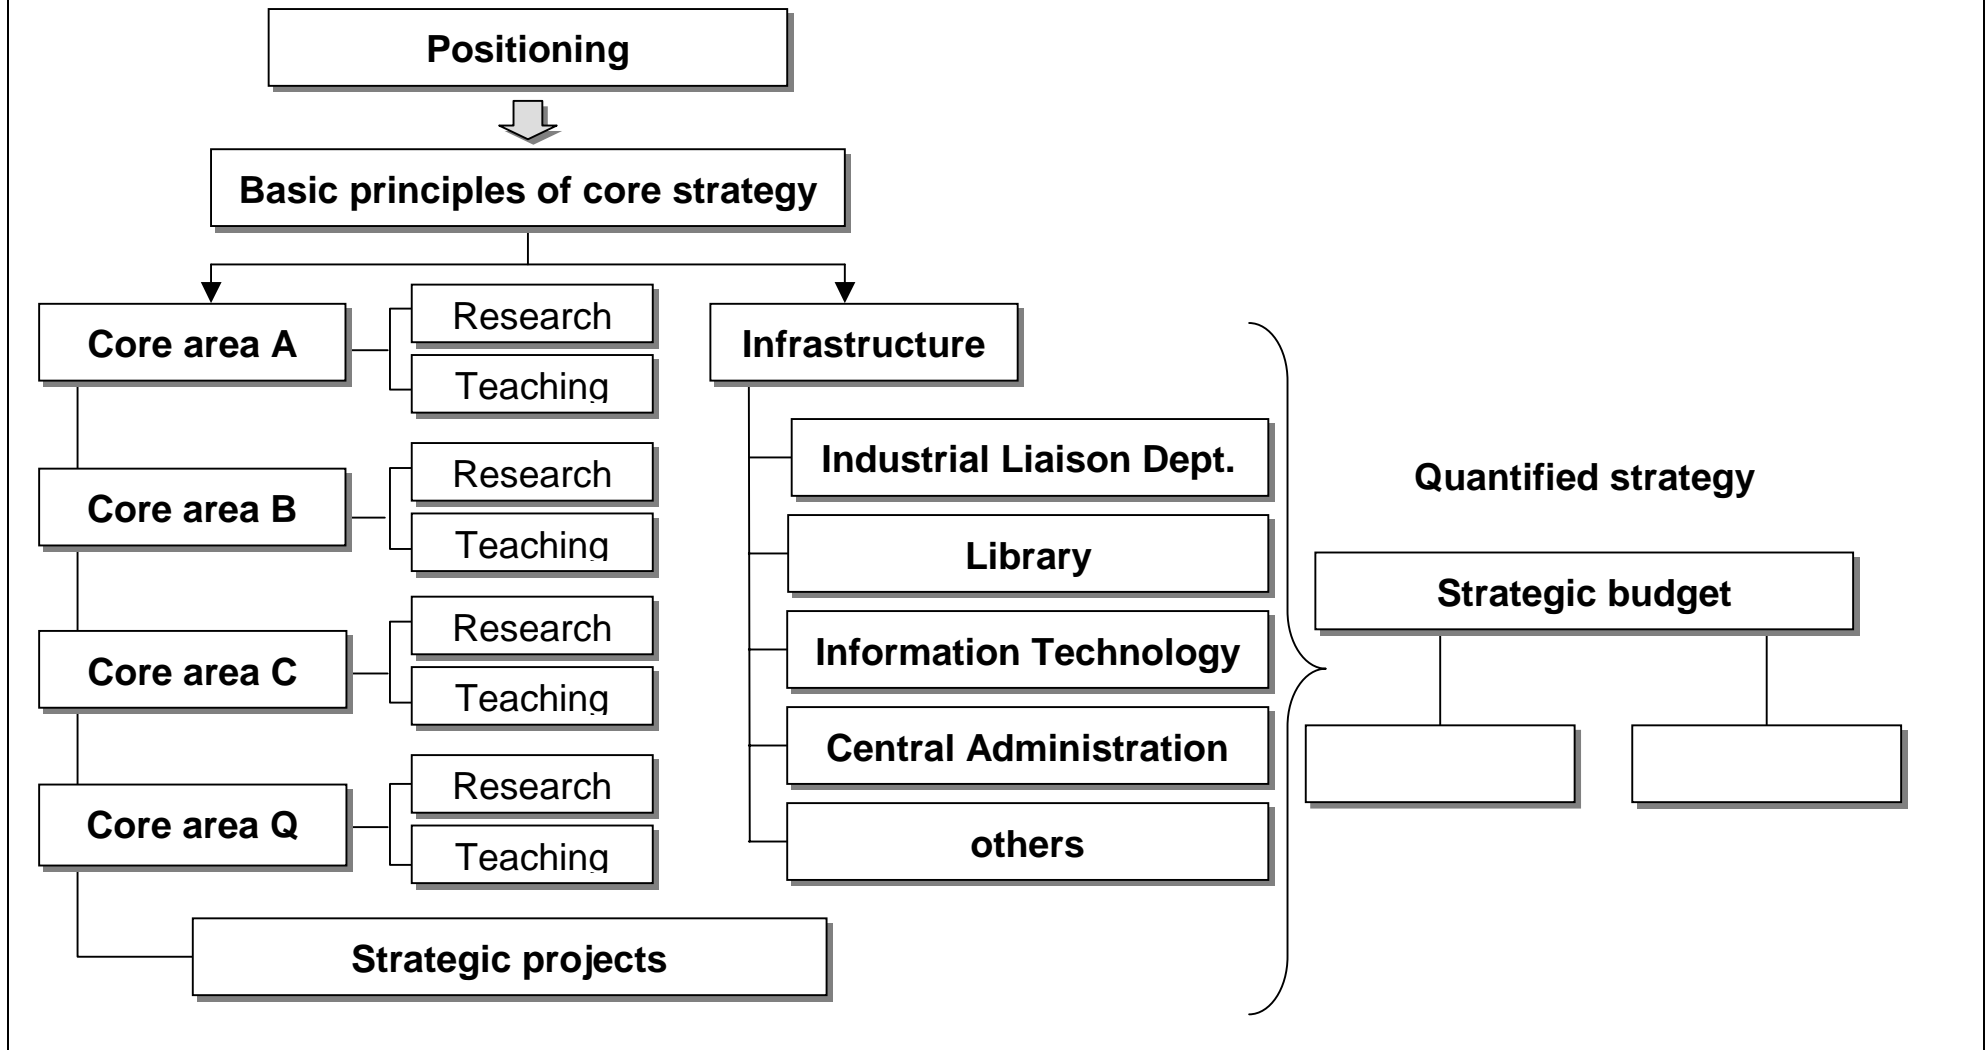 Positioning
Basic principles of core strategy
Core area A
Research
Teaching
Core area B
Research
Teaching
Core area C
Research
Teaching
Core area Q
Research
Teaching
Strategic projects
Infrastructure
Industrial Liaison Dept.
Library
Information Technology
Central Administration
others
Quantified strategy
Strategic budget